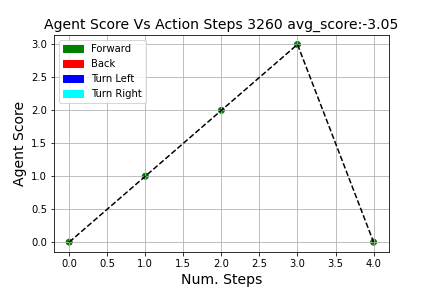 Agent Score Vs Action Steps 3260 avg_score:-3.05
3.0
2.5
2.0
1.5
1.0
0.5
0.0
Agent Score
Forward
Back
Turn Left
Turn Right
0.0 0.5 1.0 1.5 2.0 2.5 3.0 3.5 4.0
Num. Steps